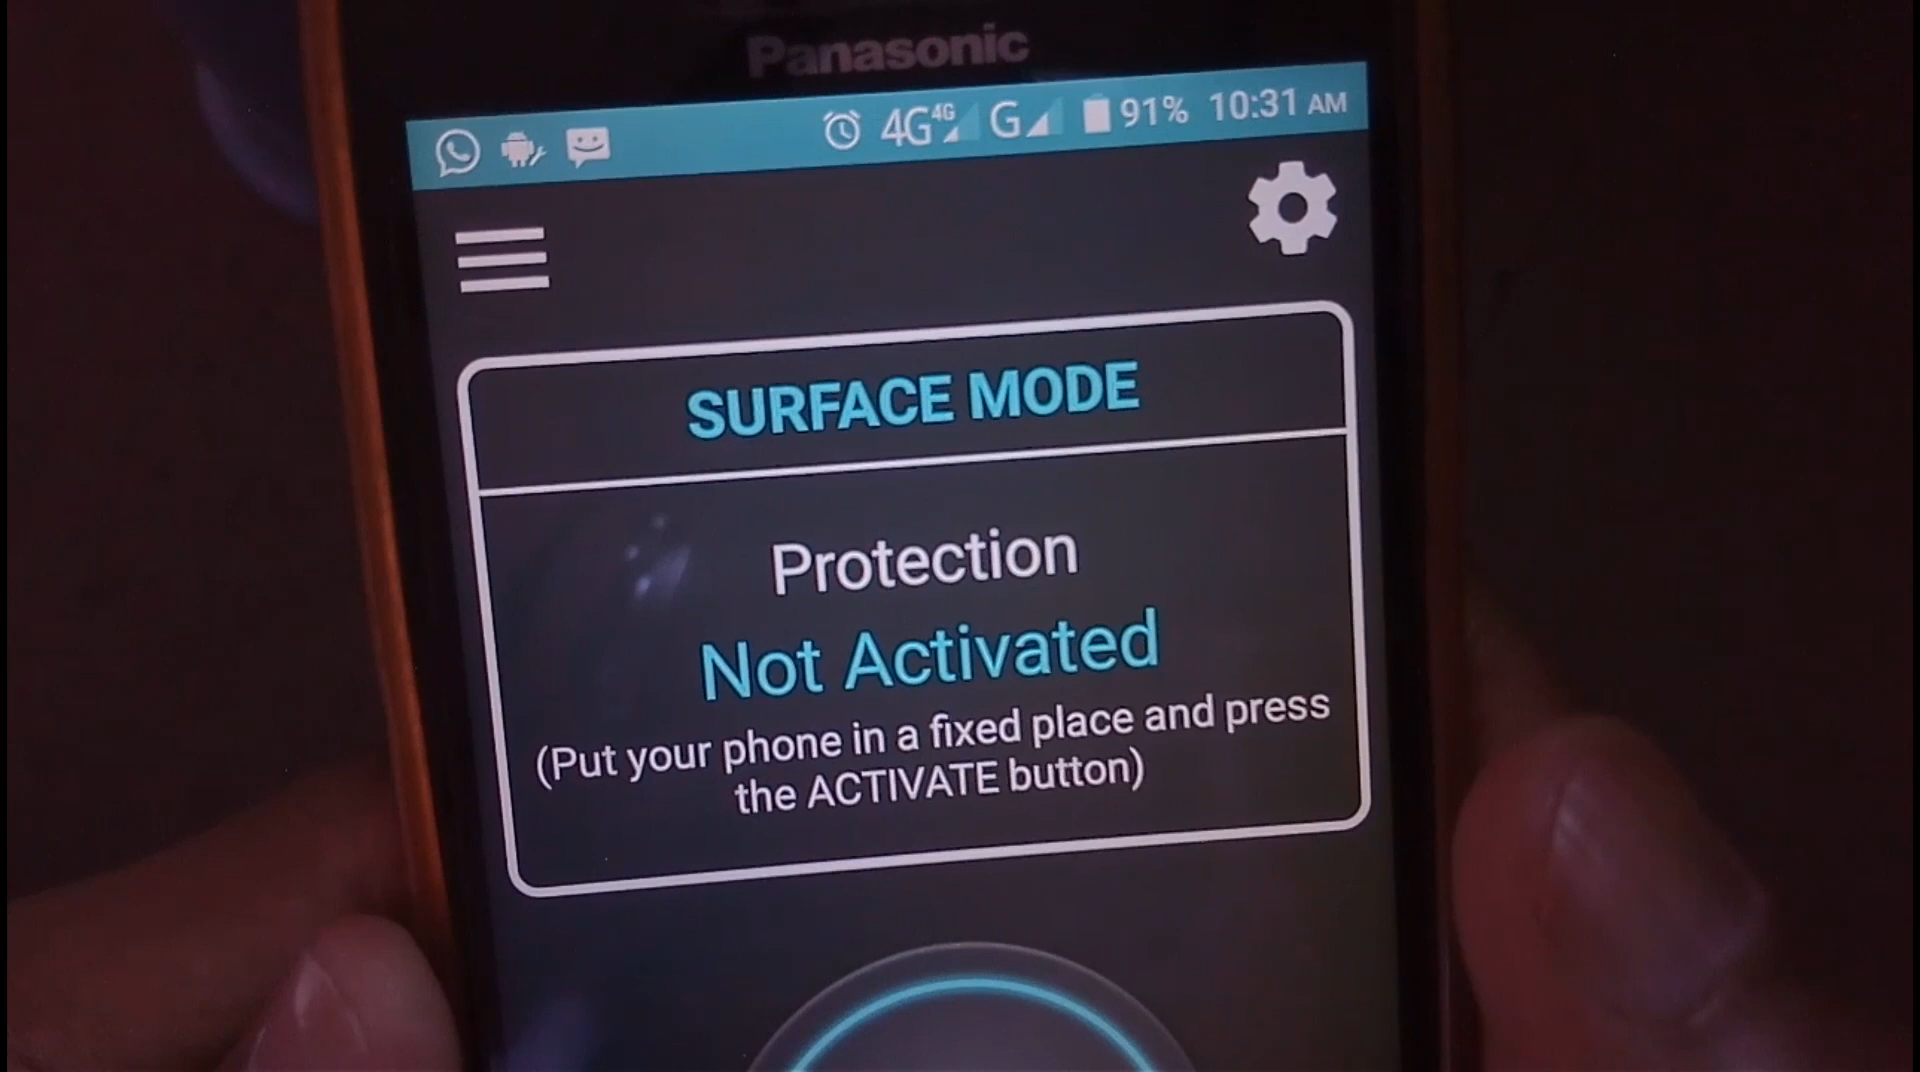 Panasonic
4G 4G G 91% 10:31 AM
SURFACE MODE
Protection
Not Activated
(Put your phone in a fixed place and press
the ACTIVATE button)